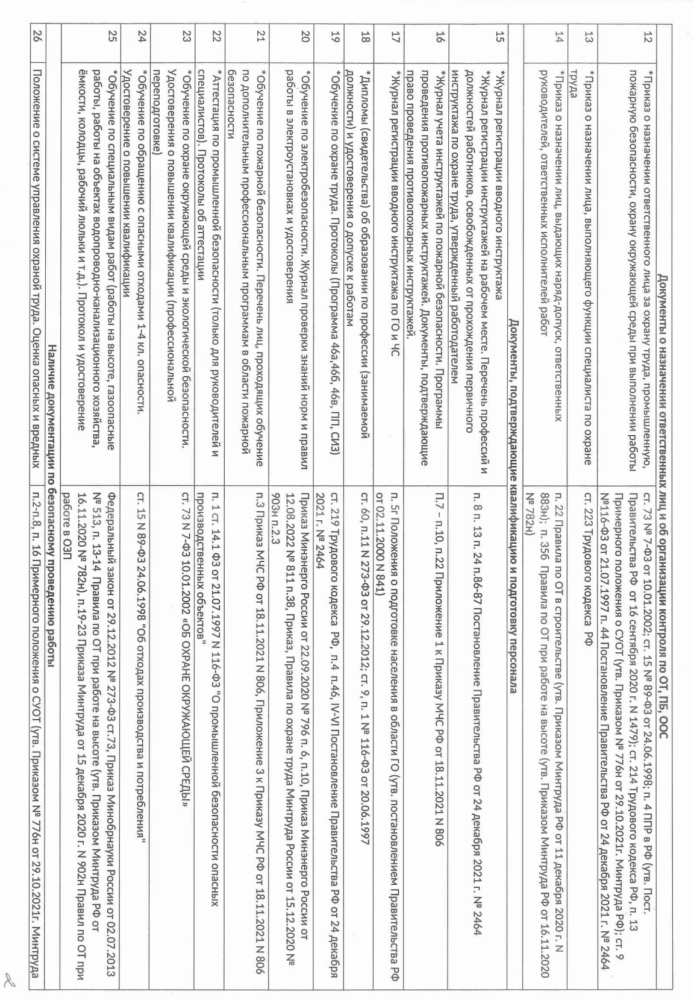 Документы о назначении ответственных лиц и об организации контроля по ОТ, ПБ, ООС
12
*Приказ о назначении ответственного лица за охрану труда, промышленную,
пожарную безопасности, охрану окружающей среды при выполнении работы
ст. 73 № 7-ФЗ от 10.01.2002; ст. 15 № 89-ФЗ от 24.06.1998; п. 4 ППР в РФ (утв. Пост.
Правительства РФ от 16 сентября 2020 г. N 1479); ст. 214 Трудового кодекса РФ, п. 13
Примерного положения о СУОТ (утв. Приказом № 776н от 29.10.2021г. Минтруда РФ); ст. 9
№116-ФЗ от 21.07.1997 п. 44 Постановление Правительства РФ от 24 декабря 2021 г. № 2464
13
*Приказ о назначении лица, выполняющего функции специалиста по охране
труда
ст. 223 Трудового кодекса РФ
14
*Приказ о назначении лиц, выдающих наряд-допуск, ответственных
руководителей, ответственных исполнителей работ
п. 22 Правила по ОТ в строительстве (утв. Приказом Минтруда РФ от 11 декабря 2020 г. N
883н); п. 35б Правила по ОТ при работе на высоте (утв. Приказом Минтруда РФ от 16.11.2020
№ 782н)
Документы, подтверждающие квалификацию и подготовку персонала
15
*Журнал регистрации вводного инструктажа
*Журнал регистрации инструктажей на рабочем месте. Перечень профессий и
должностей работников, освобожденных от прохождения первичного
инструктажа по охране труда, утвержденный работодателем
п. 8 п. 13 п. 24 п.86-87 Постановление Правительства РФ от 24 декабря 2021 г. № 2464
16
*Журнал учета инструктажей по пожарной безопасности. Программы
проведения противопожарных инструктажей. Документы, подтверждающие
право проведения противопожарных инструктажей.
П.7 – п.10, п.22 Приложение 1 к Приказу МЧС РФ от 18.11.2021 N 806
17
*Журнал регистрации вводного инструктажа по ГО и ЧС
п. 5г Положения о подготовке населения в области ГО (утв. постановлением Правительства РФ
от 02.11.2000 N 841)
18
*Дипломы (свидетельства) об образовании по профессии (занимаемой
должности) и удостоверения о допуске к работам
ст. 60, п.11 N 273-ФЗ от 29.12.2012; ст. 9, п. 1 № 116-ФЗ от 20.06.1997
19
*Обучение по охране труда. Протоколы (Программа 46а,46б, 46в, ПП, СИЗ)
ст. 219 Трудового кодекса РФ, п.4 п.46, IV-VI Постановление Правительства РФ от 24 декабря
2021 г. № 2464
20
*Обучение по электробезопасности. Журнал проверки знаний норм и правил
работы в электроустановках и удостоверения
Приказ Минэнерго России от 22.09.2020 № 796 п. 6, п.10, Приказ Минэнерго России от
12.08.2022 № 811 п.38, Приказ, Правила по охране труда Минтруда России от 15.12.2020 №
903н п.2.3
21
*Обучение по пожарной безопасности. Перечень лиц, проходящих обучение
по дополнительным профессиональным программам в области пожарной
безопасности
п.3 Приказ МЧС РФ от 18.11.2021 N 806, Приложение 3 к Приказу МЧС РФ от 18.11.2021 N 806
22
*Аттестация по промышленной безопасности (только для руководителей и
специалистов). Протоколы об аттестации
п. 1 ст. 14.1 ФЗ от 21.07.1997 N 116-ФЗ "О промышленной безопасности опасных
производственных объектов"
23
*Обучение по охране окружающей среды и экологической безопасности.
Удостоверения о повышении квалификации (профессиональной
переподготовке)
ст. 73 N 7-ФЗ 10.01.2002 «ОБ ОХРАНЕ ОКРУЖАЮЩЕЙ СРЕДЫ»
24
*Обучение по обращению с опасными отходами 1-4 кл. опасности.
Удостоверение о повышении квалификации
ст. 15 N 89-ФЗ 24.06.1998 "Об отходах производства и потребления"
25
*Обучение по специальным видам работ (работы на высоте, газоопасные
работы, работы на объектах водопроводно-канализационного хозяйства,
ёмкости, колодцы, рабочий люльки и т.д.). Протокол и удостоверение
Федеральный закон от 29.12.2012 № 273-ФЗ ст.73, Приказ Минобрнауки России от 02.07.2013
№ 513, п. 13-14 Правила по ОТ при работе на высоте (утв. Приказом Минтруда РФ от
16.11.2020 № 782н), п.19-23 Приказа Минтруда от 15 декабря 2020 г. N 902н Правил по ОТ при
работе в ОЗП
Наличие документации по безопасному проведению работы
26
Положение о системе управления охраной труда. Оценка опасных и вредных
п.2-п.8, п. 16 Примерного положения о СУОТ (утв. Приказом № 776н от 29.10.2021г. Минтруда